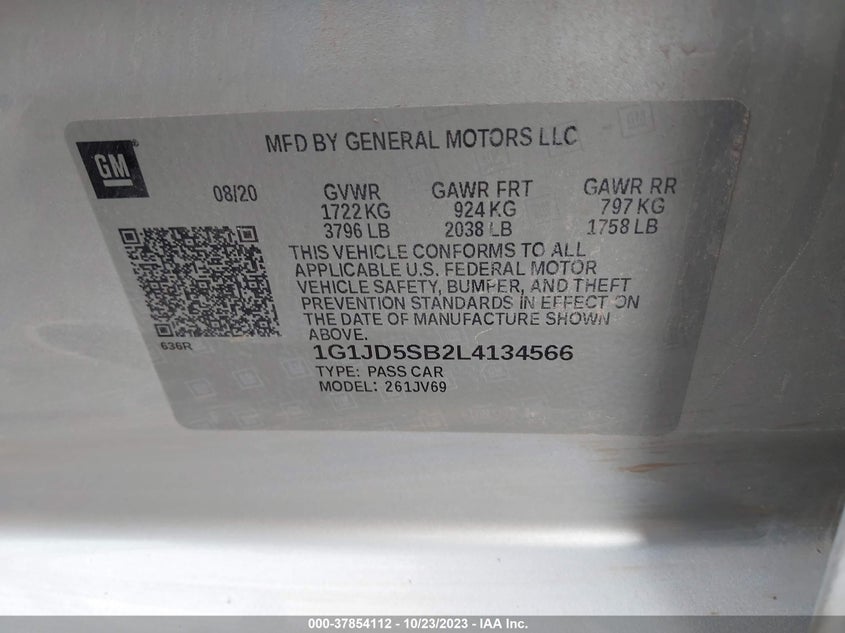 MFD BY GENERAL MOTORS LLC
GM
08/20
GVWR GAWR FRT GAWR RR
1722 KG 924 KG 797 KG
3796 LB 2038 LB 1758 LB
THIS VEHICLE CONFORMS TO ALL
APPLICABLE U.S. FEDERAL MOTOR
VEHICLE SAFETY, BUMPER, AND THEFT
PREVENTION STANDARDS IN EFFECT ON
THE DATE OF MANUFACTURE SHOWN
ABOVE.
636R
1G1JD5SB2L4134566
TYPE: PASS CAR
MODEL: 261JV69
000-37854112 - 10/23/2023 - IAA Inc.